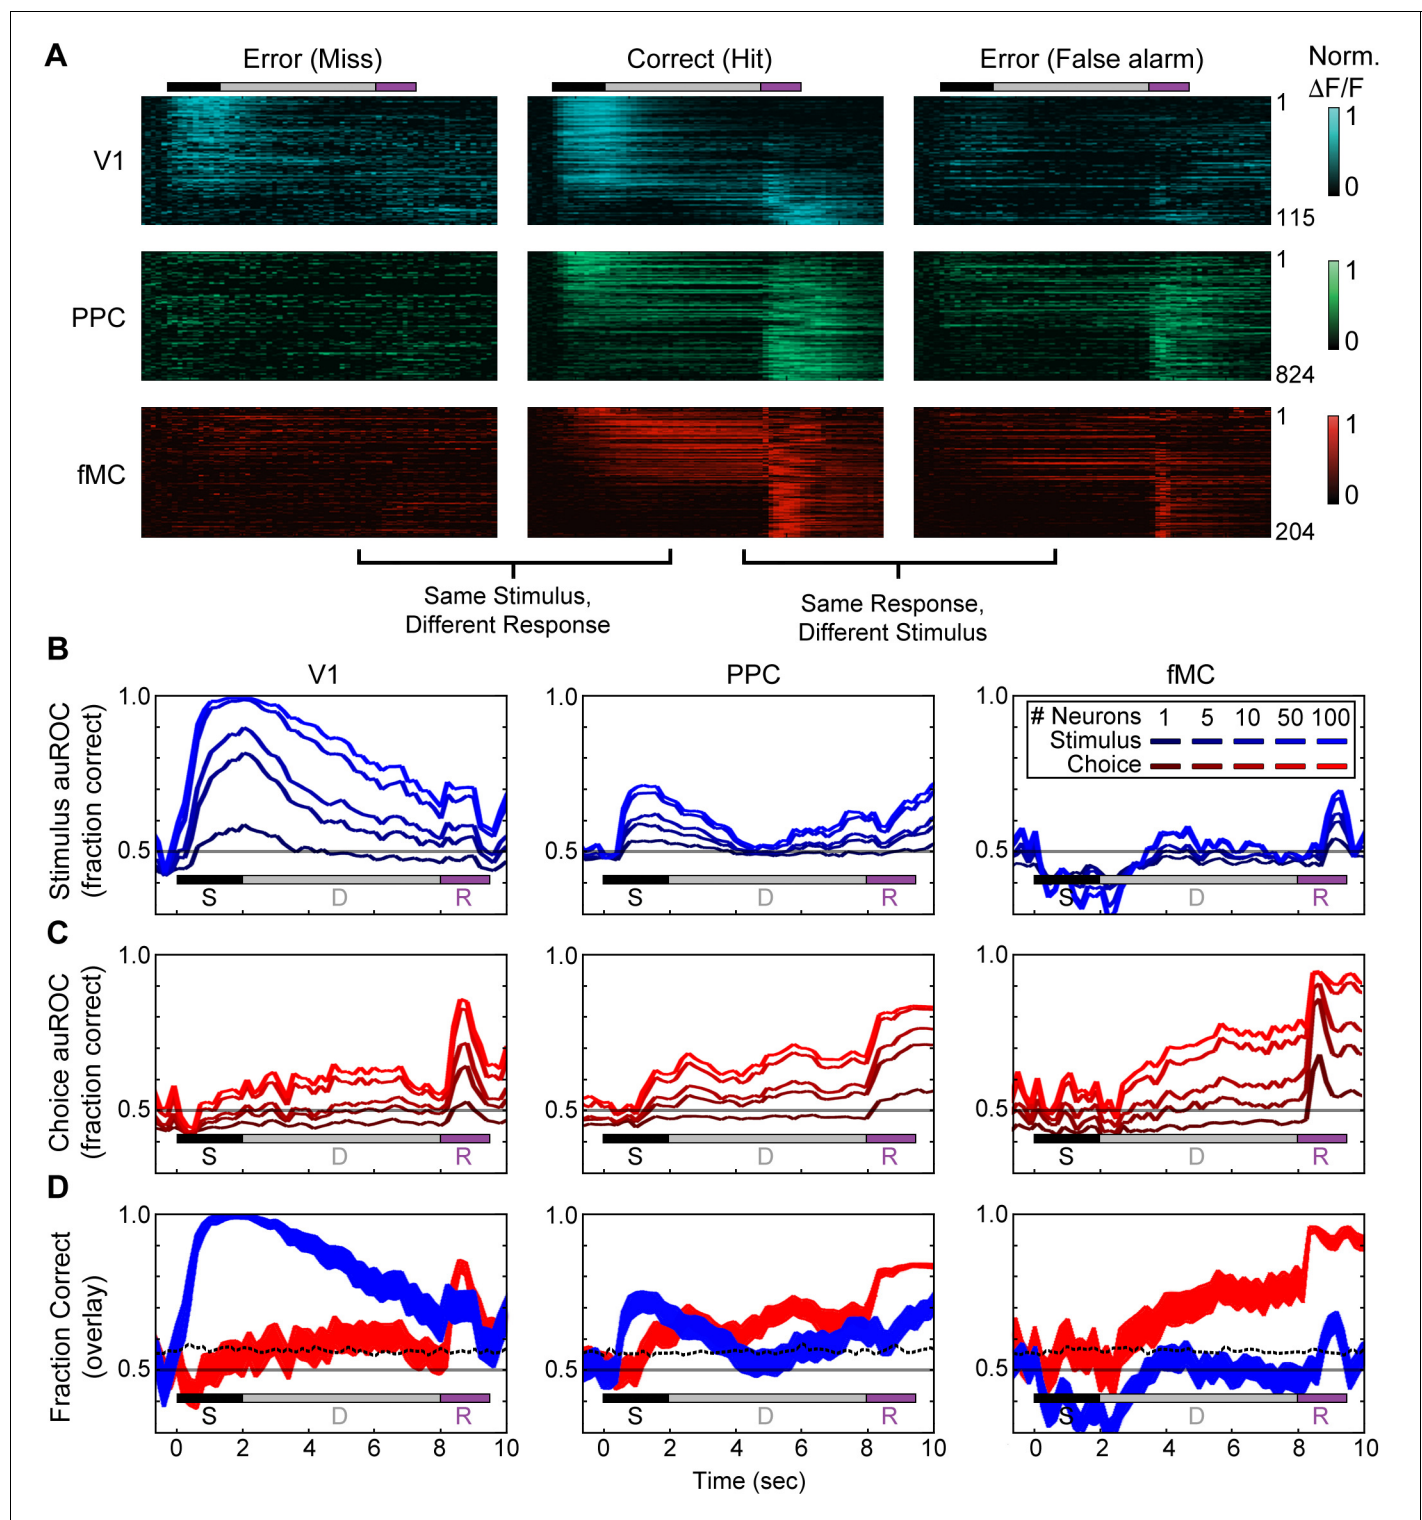 A
Error (Miss)
Correct (Hit)
Error (False alarm)
Norm.
ΔF/F
V1
1
115
1
0
PPC
1
824
1
0
fMC
1
204
1
0
Same Stimulus,
Different Response
Same Response,
Different Stimulus
B
V1
PPC
fMC
Stimulus auROC
(fraction correct)
1.0
0.5
S
D
R
1.0
0.5
S
D
R
1.0
0.5
# Neurons 1 5 10 50 100
Stimulus
Choice
S
D
R
C
Choice auROC
(fraction correct)
1.0
0.5
S
D
R
1.0
0.5
S
D
R
1.0
0.5
S
D
R
D
Fraction Correct
(overlay)
1.0
0.5
S
D
R
0 2 4 6 8 10
1.0
0.5
S
D
R
0 2 4 6 8 10
1.0
0.5
S
D
R
0 2 4 6 8 10
Time (sec)